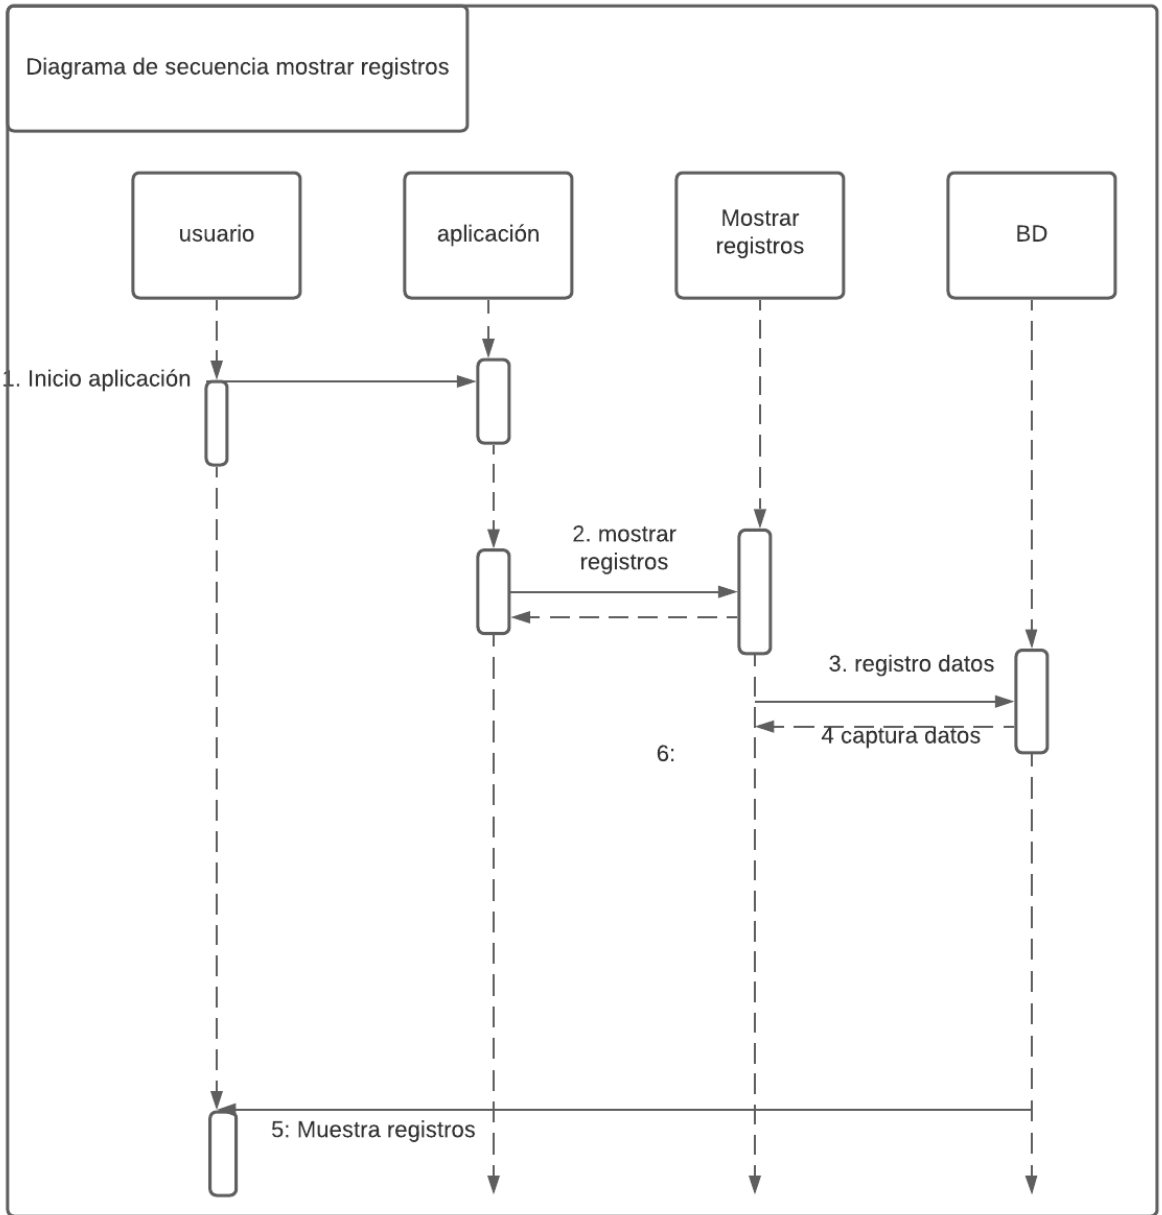 Diagrama de secuencia mostrar registros
usuario
aplicación
Mostrar
registros
BD
1. Inicio aplicación
2. mostrar
registros
3. registro datos
4 captura datos
6:
5: Muestra registros